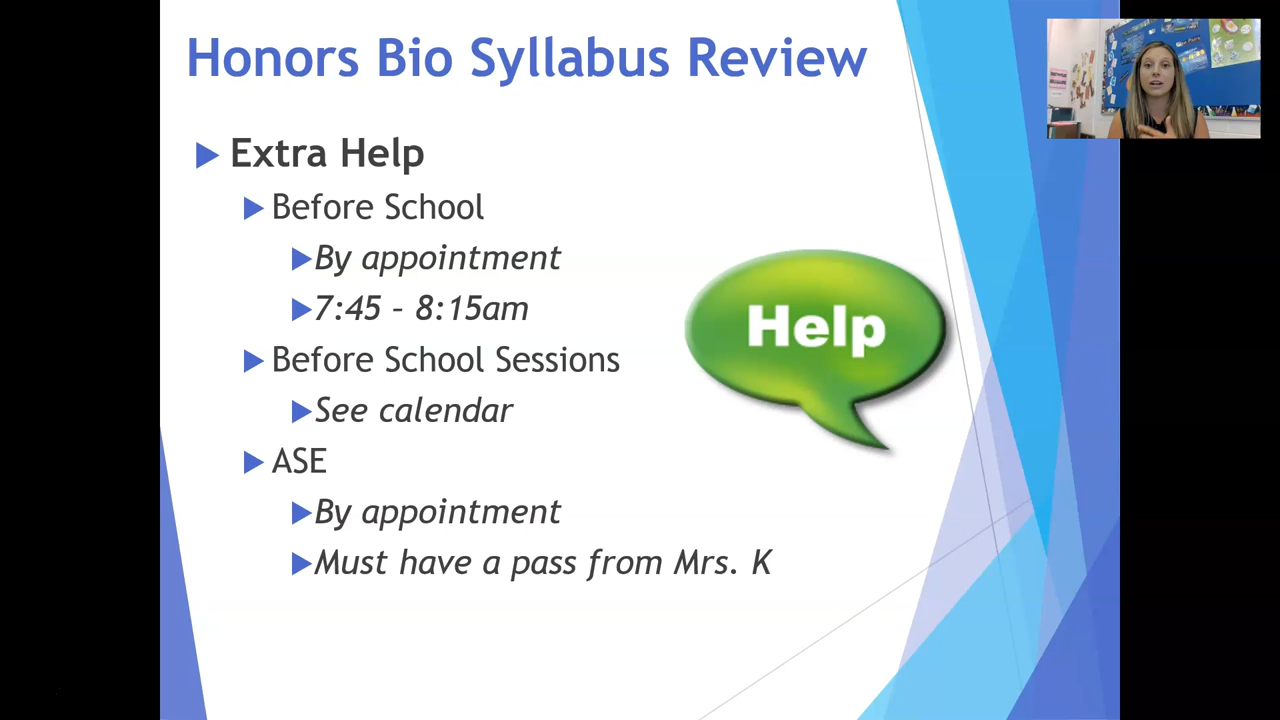 Honors Bio Syllabus Review
Extra Help
Before School
By appointment
7:45 – 8:15am
Before School Sessions
See calendar
ASE
By appointment
Must have a pass from Mrs. K
Help